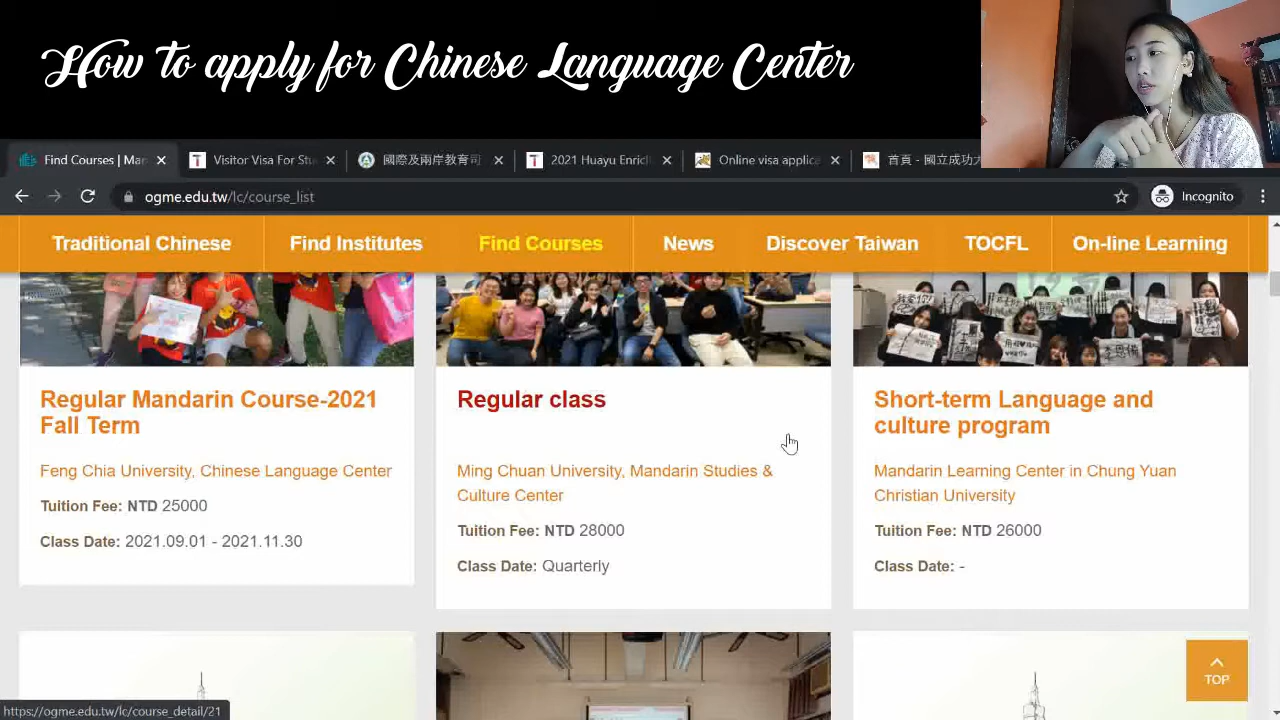 How to apply for Chinese Language Center
Find Courses | Mar
Visitor Visa For Stu
國際及兩岸教育司
2021 Huayu Enrich
Online visa applica
首頁 - 國立成功大
ogme.edu.tw/lc/course_list
Incognito
Traditional Chinese
Find Institutes
Find Courses
News
Discover Taiwan
TOCFL
On-line Learning
Regular Mandarin Course-2021
Fall Term
Feng Chia University, Chinese Language Center
Tuition Fee: NTD 25000
Class Date: 2021.09.01 - 2021.11.30
Regular class
Ming Chuan University, Mandarin Studies &
Culture Center
Tuition Fee: NTD 28000
Class Date: Quarterly
Short-term Language and
culture program
Mandarin Learning Center in Chung Yuan
Christian University
Tuition Fee: NTD 26000
Class Date: -
TOP
https://ogme.edu.tw/lc/course_detail/21